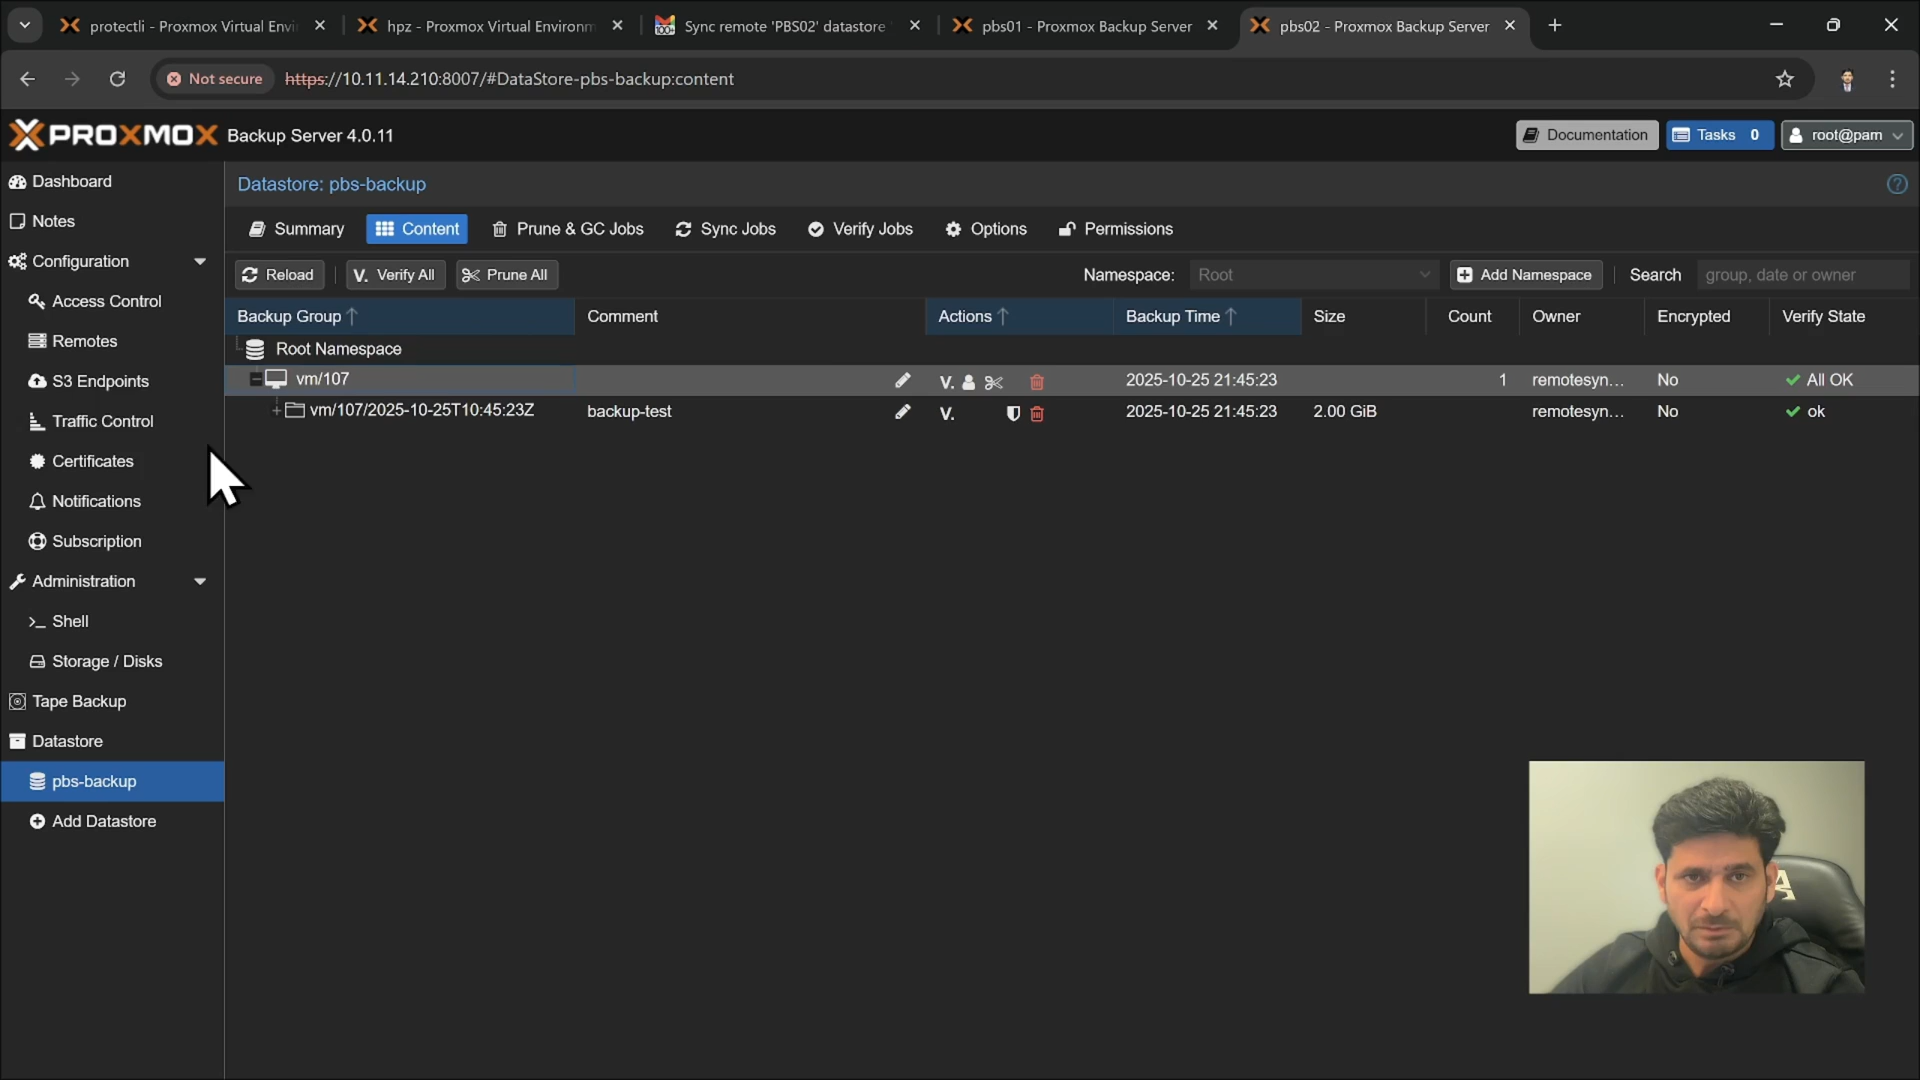 protectli - Proxmox Virtual Envi
hpz - Proxmox Virtual Environm
Sync remote 'PBS02' datastore '
pbs01 - Proxmox Backup Server
pbs02 - Proxmox Backup Server
Not secure
https://10.11.14.210:8007/#DataStore-pbs-backup:content
PROXMOX Backup Server 4.0.11
Documentation
Tasks 0
root@pam
Dashboard
Notes
Configuration
Access Control
Remotes
S3 Endpoints
Traffic Control
Certificates
Notifications
Subscription
Administration
Shell
Storage / Disks
Tape Backup
Datastore
pbs-backup
Add Datastore
Datastore: pbs-backup
Summary Content Prune & GC Jobs Sync Jobs Verify Jobs Options Permissions
Reload V. Verify All Prune All Namespace: Root Add Namespace Search group, date or owner
Backup Group Comment Actions Backup Time Size Count Owner Encrypted Verify State
Root Namespace
vm/107 V. 2025-10-25 21:45:23 1 remotesyn... No All OK
vm/107/2025-10-25T10:45:23Z backup-test V. 2025-10-25 21:45:23 2.00 GiB remotesyn... No ok